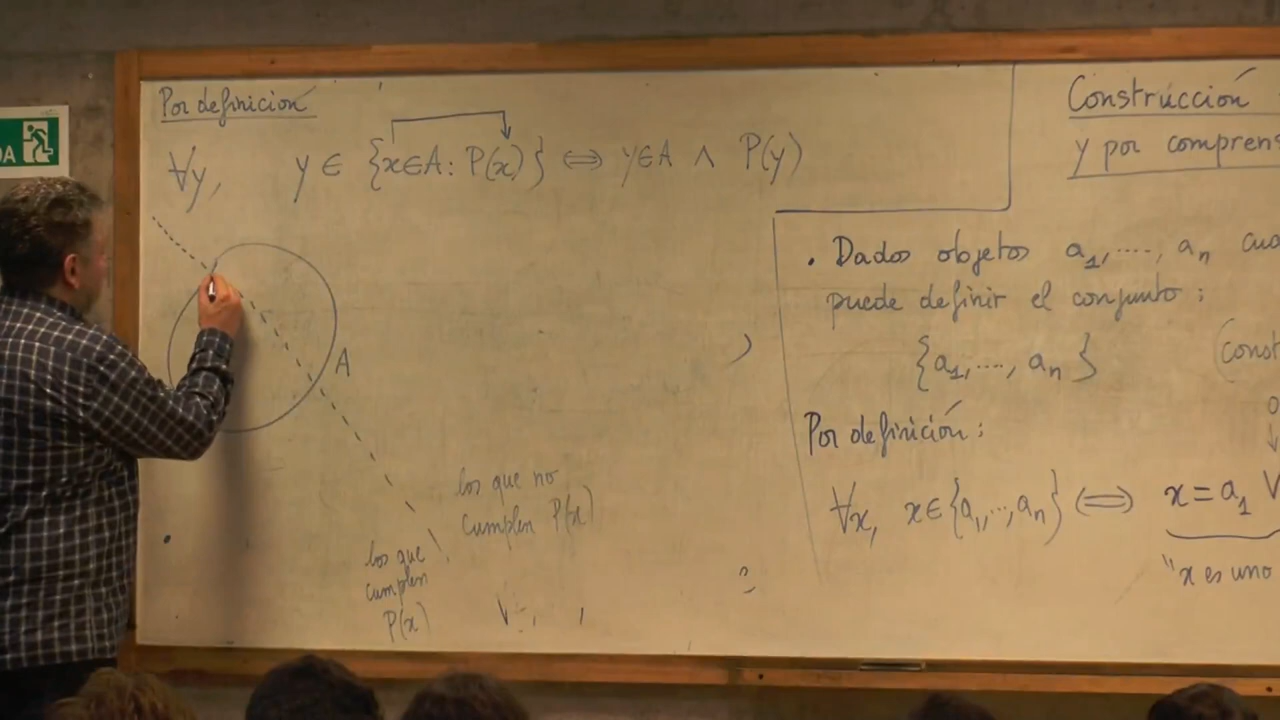 Por definición
∀y, y ∈ {x∈A: P(x)} ⟺ y∈A ∧ P(y)
A
los que no
cumplen P(x)
los que
cumplen
P(x)
Construcción
y por
. Dados objetos a₁,...., aₙ
puede definir el conjunto:
{a₁,...., aₙ}
Por definición:
∀x, x∈{a₁,..,aₙ} ⟺ x=a₁ ∨
"x es uno